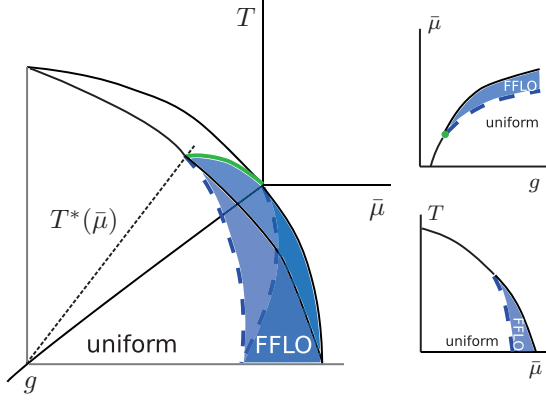 T
μ̄
T*(μ̄)
uniform
FFLO
g
μ̄
FFLO
uniform
g
T
FFLO
uniform
μ̄